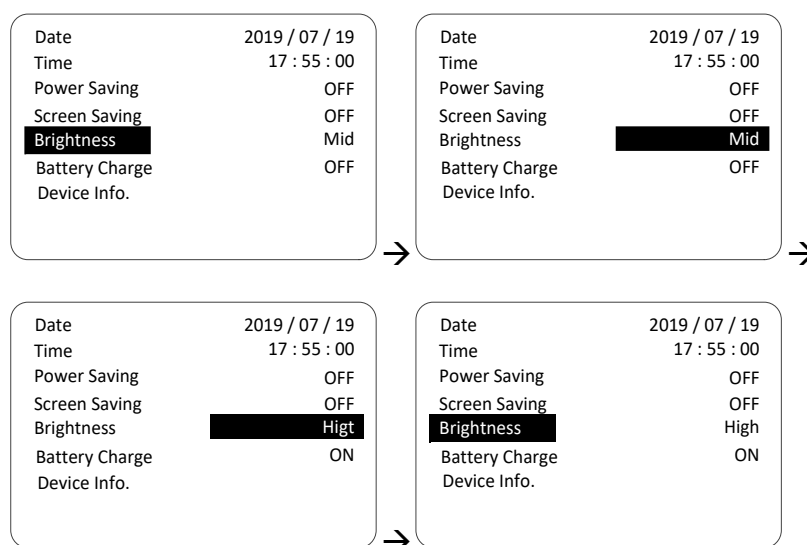 Date 2019 / 07 / 19
Time 17 : 55 : 00
Power Saving OFF
Screen Saving OFF
Brightness Mid
Battery Charge OFF
Device Info.
→
Date 2019 / 07 / 19
Time 17 : 55 : 00
Power Saving OFF
Screen Saving OFF
Brightness Mid
Battery Charge OFF
Device Info.
→
Date 2019 / 07 / 19
Time 17 : 55 : 00
Power Saving OFF
Screen Saving OFF
Brightness Higt
Battery Charge ON
Device Info.
→
Date 2019 / 07 / 19
Time 17 : 55 : 00
Power Saving OFF
Screen Saving OFF
Brightness High
Battery Charge ON
Device Info.